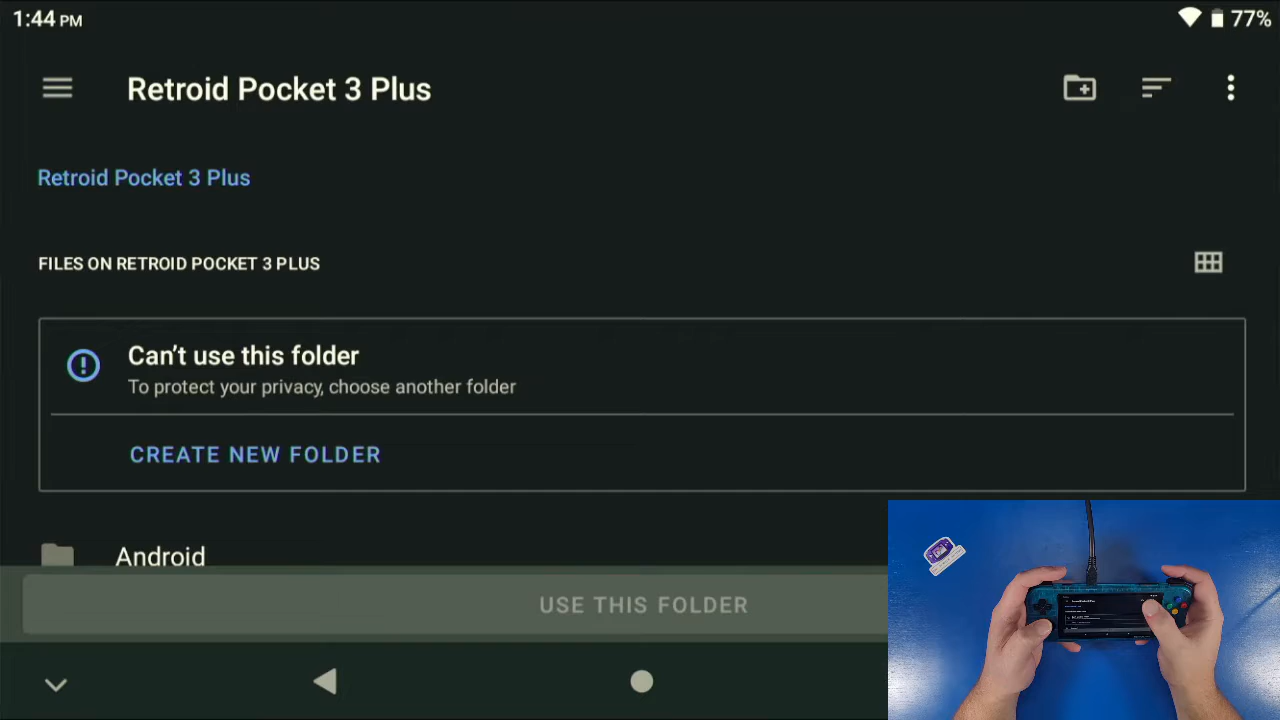 1:44 PM
77%
Retroid Pocket 3 Plus
Retroid Pocket 3 Plus
FILES ON RETROID POCKET 3 PLUS
Can't use this folder
To protect your privacy, choose another folder
CREATE NEW FOLDER
Android
USE THIS FOLDER